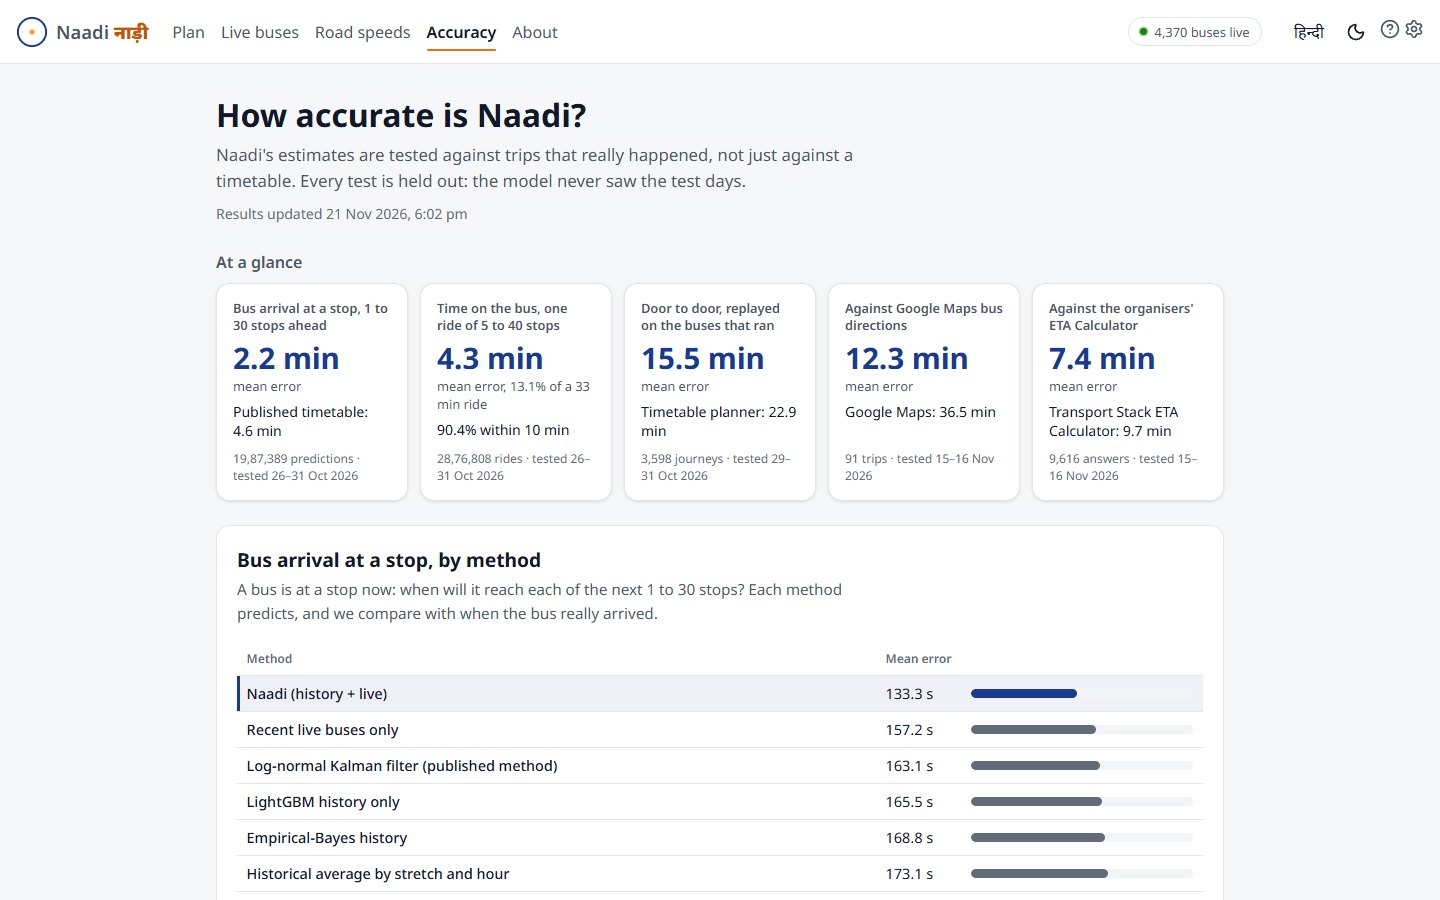 Naadi नाड़ी Plan Live buses Road speeds Accuracy About 4,370 buses live हिन्दी
How accurate is Naadi?
Naadi's estimates are tested against trips that really happened, not just against a
timetable. Every test is held out: the model never saw the test days.
Results updated 21 Nov 2026, 6:02 pm
At a glance
Bus arrival at a stop, 1 to
30 stops ahead
2.2 min
mean error
Published timetable:
4.6 min
19,87,389 predictions ·
tested 26–31 Oct 2026
Time on the bus, one
ride of 5 to 40 stops
4.3 min
mean error, 13.1% of a 33
min ride
90.4% within 10 min
28,76,808 rides · tested 26–
31 Oct 2026
Door to door, replayed
on the buses that ran
15.5 min
mean error
Timetable planner: 22.9
min
3,598 journeys · tested 29–
31 Oct 2026
Against Google Maps bus
directions
12.3 min
mean error
Google Maps: 36.5 min
91 trips · tested 15–16 Nov
2026
Against the organisers'
ETA Calculator
7.4 min
mean error
Transport Stack ETA
Calculator: 9.7 min
9,616 answers · tested 15–
16 Nov 2026
Bus arrival at a stop, by method
A bus is at a stop now: when will it reach each of the next 1 to 30 stops? Each method
predicts, and we compare with when the bus really arrived.
Method Mean error
Naadi (history + live) 133.3 s
Recent live buses only 157.2 s
Log-normal Kalman filter (published method) 163.1 s
LightGBM history only 165.5 s
Empirical-Bayes history 168.8 s
Historical average by stretch and hour 173.1 s